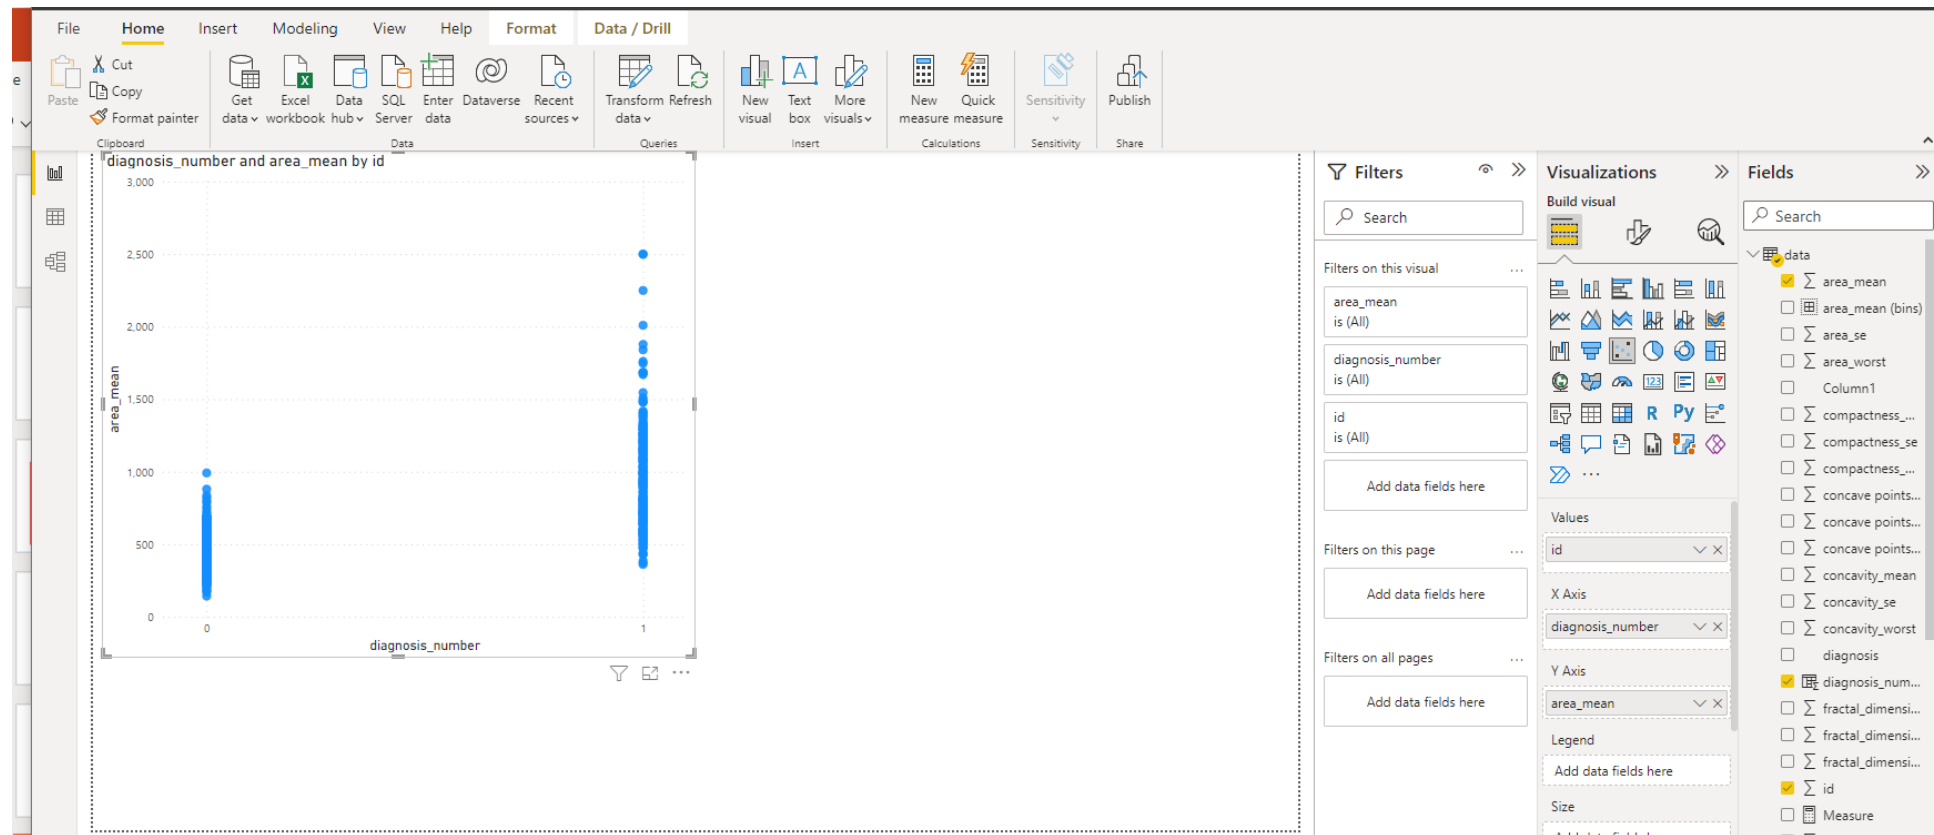 File Home Insert Modeling View Help Format Data / Drill
Paste
Cut
Copy
Format painter
Clipboard
Get data
Excel workbook
Data hub
SQL Server
Enter data
Dataverse
Recent sources
Data
Transform data
Refresh
Queries
New visual
Text box
More visuals
Insert
New measure
Quick measure
Calculations
Sensitivity
Sensitivity
Publish
Share
e
diagnosis_number and area_mean by id
3,000
2,500
2,000
1,500
1,000
500
0
area_mean
0 1
diagnosis_number
Filters
Search
Filters on this visual ...
area_mean
is (All)
diagnosis_number
is (All)
id
is (All)
Add data fields here
Filters on this page ...
Add data fields here
Filters on all pages ...
Add data fields here
Visualizations
Build visual
123
R Py
...
Values
id
X Axis
diagnosis_number
Y Axis
area_mean
Legend
Add data fields here
Size
Fields
Search
data
area_mean
area_mean (bins)
area_se
area_worst
Column1
compactness_...
compactness_se
compactness_...
concave points...
concave points...
concave points...
concavity_mean
concavity_se
concavity_worst
diagnosis
diagnosis_num...
fractal_dimensi...
fractal_dimensi...
fractal_dimensi...
id
Measure